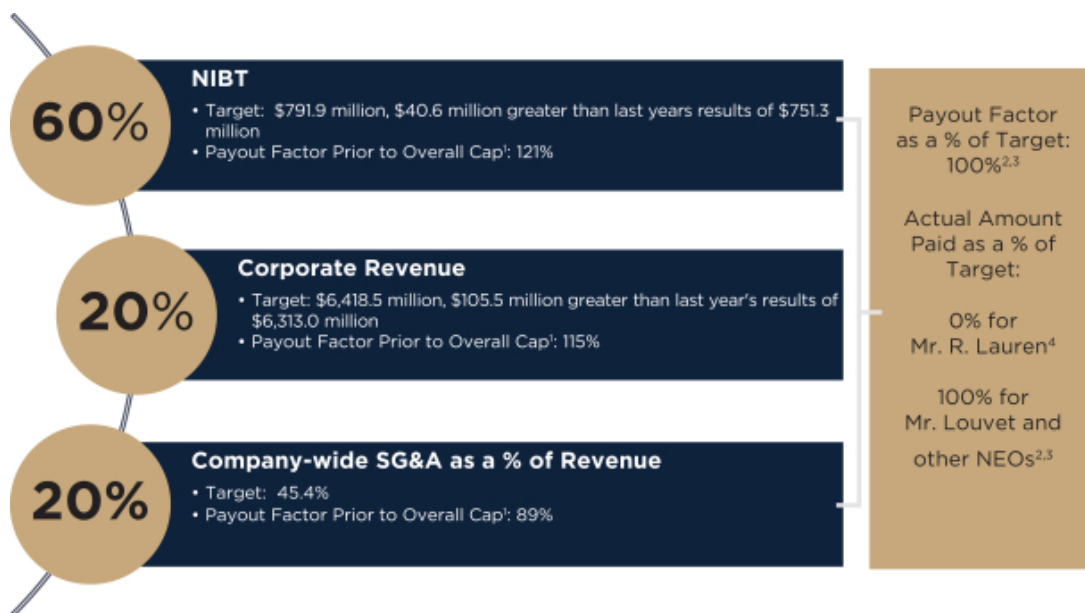 60%
NIBT
• Target:  $791.9 million, $40.6 million greater than last years results of $751.3
million
• Payout Factor Prior to Overall Cap¹: 121%
20%
Corporate Revenue
• Target: $6,418.5 million, $105.5 million greater than last year's results of
$6,313.0 million
• Payout Factor Prior to Overall Cap¹: 115%
20%
Company-wide SG&A as a % of Revenue
• Target:  45.4%
• Payout Factor Prior to Overall Cap¹: 89%
Payout Factor
as a % of Target:
100%²,³
Actual Amount
Paid as a % of
Target:
0% for
Mr. R. Lauren⁴
100% for
Mr. Louvet and
other NEOs²,³